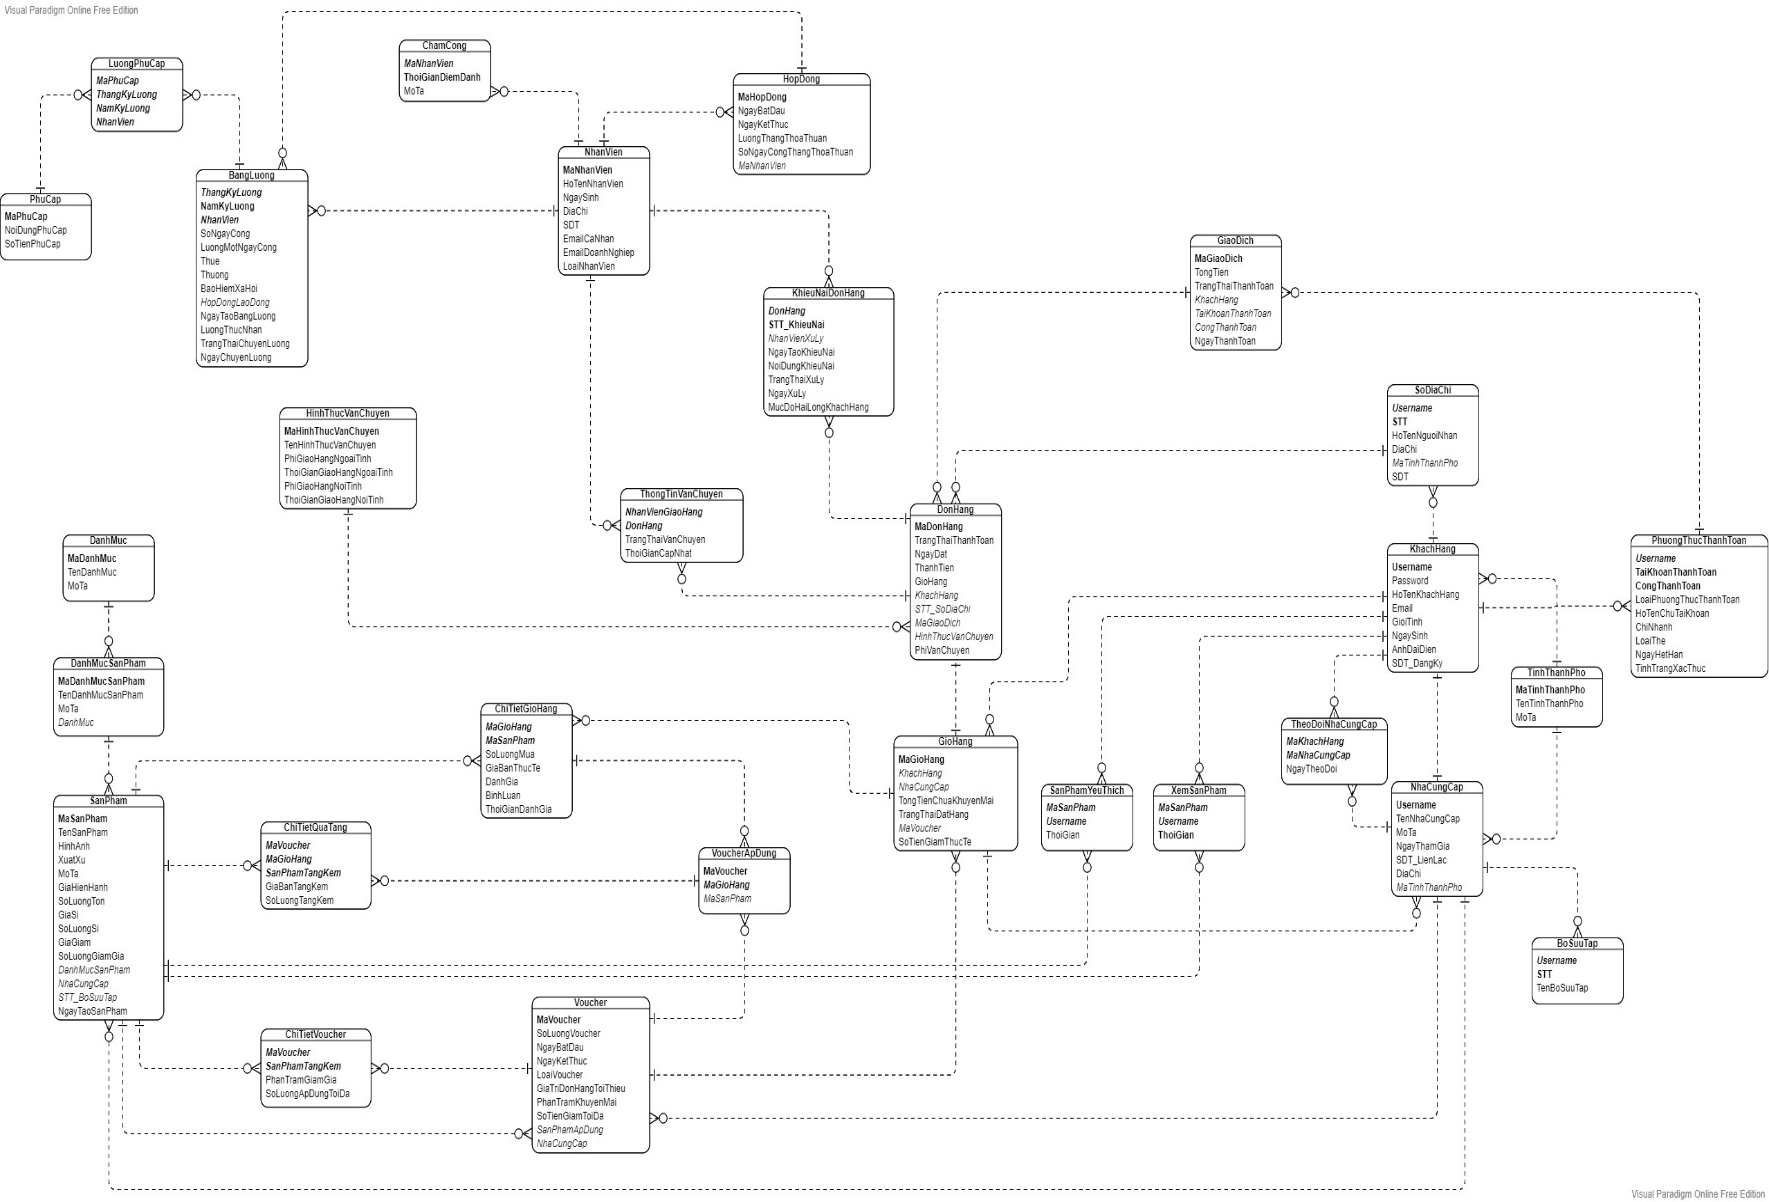 Visual Paradigm Online Free Edition
LuongPhuCap
MaPhuCap
ThangKyLuong
NamKyLuong
NhanVien
ChamCong
MaNhanVien
ThoiGianDiemDanh
MoTa
HopDong
MaHopDong
NgayBatDau
NgayKetThuc
LuongThangThoaThuan
SoNgayCongThangThoaThuan
MaNhanVien
PhuCap
MaPhuCap
NoiDungPhuCap
SoTienPhuCap
BangLuong
ThangKyLuong
NamKyLuong
NhanVien
SoNgayCong
LuongMotNgayCong
Thue
Thuong
BaoHiemXaHoi
HopDongLaoDong
NgayTaoBangLuong
LuongThucNhan
TrangThaiChuyenLuong
NgayChuyenLuong
NhanVien
MaNhanVien
HoTenNhanVien
NgaySinh
DiaChi
SDT
EmailCaNhan
EmailDoanhNghiep
LoaiNhanVien
KhieuNaiDonHang
DonHang
STT_KhieuNai
NhanVienXuLy
NgayTaoKhieuNai
NoiDungKhieuNai
TrangThaiXuLy
NgayXuLy
MucDoHaiLongKhachHang
GiaoDich
MaGiaoDich
TongTien
TrangThaiThanhToan
KhachHang
TaiKhoanThanhToan
CongThanhToan
NgayThanhToan
SoDiaChi
Username
STT
HoTenNguoiNhan
DiaChi
MaTinhThanhPho
SDT
HinhThucVanChuyen
MaHinhThucVanChuyen
TenHinhThucVanChuyen
PhiGiaoHangNgoaiTinh
ThoiGianGiaoHangNgoaiTinh
PhiGiaoHangNoiTinh
ThoiGianGiaoHangNoiTinh
ThongTinVanChuyen
NhanVienGiaoHang
DonHang
TrangThaiVanChuyen
ThoiGianCapNhat
DonHang
MaDonHang
TrangThaiThanhToan
NgayDat
ThanhTien
GioHang
KhachHang
STT_SoDiaChi
MaGiaoDich
HinhThucVanChuyen
PhiVanChuyen
KhachHang
Username
Password
HoTenKhachHang
Email
GioiTinh
NgaySinh
AnhDaiDien
SDT_DangKy
PhuongThucThanhToan
Username
TaiKhoanThanhToan
CongThanhToan
LoaiPhuongThucThanhToan
HoTenChuTaiKhoan
ChiNhanh
LoaiThe
NgayHetHan
TinhTrangXacThuc
DanhMuc
MaDanhMuc
TenDanhMuc
MoTa
DanhMucSanPham
MaDanhMucSanPham
TenDanhMucSanPham
MoTa
DanhMuc
TinhThanhPho
MaTinhThanhPho
TenTinhThanhPho
MoTa
ChiTietGioHang
MaGioHang
MaSanPham
SoLuongMua
GiaBanThucTe
DanhGia
BinhLuan
ThoiGianDanhGia
GioHang
MaGioHang
KhachHang
NhaCungCap
TongTienChuaKhuyenMai
TrangThaiDatHang
MaVoucher
SoTienGiamThucTe
TheoDoiNhaCungCap
MaKhachHang
MaNhaCungCap
NgayTheoDoi
SanPhamYeuThich
MaSanPham
Username
ThoiGian
XemSanPham
MaSanPham
Username
ThoiGian
NhaCungCap
Username
TenNhaCungCap
MoTa
NgayThamGia
SDT_LienLac
DiaChi
MaTinhThanhPho
SanPham
MaSanPham
TenSanPham
HinhAnh
XuatXu
MoTa
GiaHienHanh
SoLuongTon
GiaSi
SoLuongSi
GiaGiam
SoLuongGiamGia
DanhMucSanPham
NhaCungCap
STT_BoSuuTap
NgayTaoSanPham
ChiTietQuaTang
MaVoucher
MaGioHang
SanPhamTangKem
GiaBanTangKem
SoLuongTangKem
VoucherApDung
MaVoucher
MaGioHang
MaSanPham
BoSuuTap
Username
STT
TenBoSuuTap
ChiTietVoucher
MaVoucher
SanPhamTangKem
PhanTramGiamGia
SoLuongApDungToiDa
Voucher
MaVoucher
SoLuongVoucher
NgayBatDau
NgayKetThuc
LoaiVoucher
GiaTriDonHangToiThieu
PhanTramKhuyenMai
SoTienGiamToiDa
SanPhamApDung
NhaCungCap
Visual Paradigm Online Free Edition